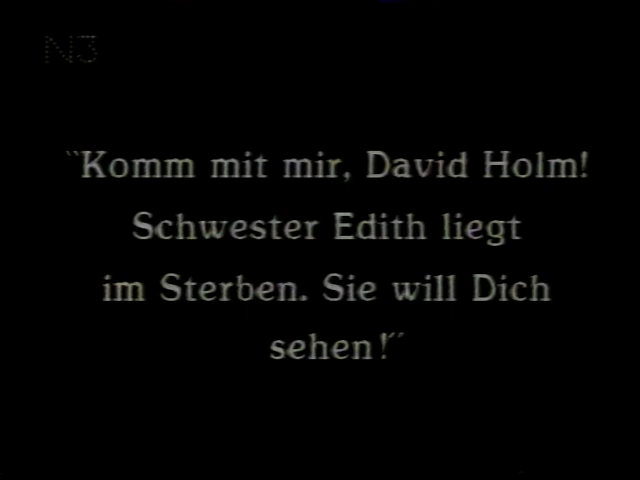 N3
"Komm mit mir, David Holm!
Schwester Edith liegt
im Sterben. Sie will Dich
sehen!"